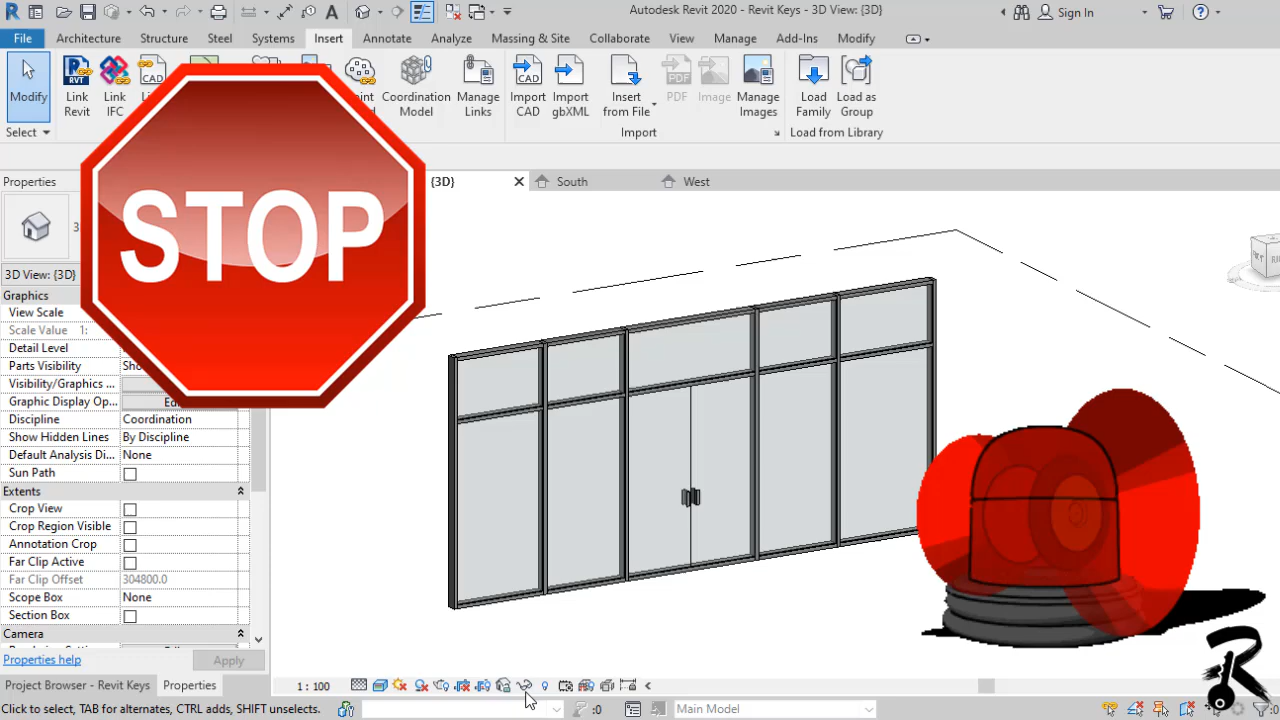 Autodesk Revit 2020 - Revit Keys - 3D View: {3D}
Sign In
File Architecture Structure Steel Systems Insert Annotate Analyze Massing & Site Collaborate View Manage Add-Ins Modify
Modify
Link Revit
Link IFC
CAD
Coordination Model
Manage Links
Import CAD
Import gbXML
Insert from File
PDF
Image
Manage Images
Load Family
Load as Group
Select
Import
Load from Library
Properties
{3D}
South
West
STOP
3D View: {3D}
Graphics
View Scale
Scale Value 1:
Detail Level
Parts Visibility
Visibility/Graphics ...
Graphic Display Op...
Discipline Coordination
Show Hidden Lines By Discipline
Default Analysis Di... None
Sun Path
Extents
Crop View
Crop Region Visible
Annotation Crop
Far Clip Active
Far Clip Offset 304800.0
Scope Box None
Section Box
Camera
Properties help
Apply
Project Browser - Revit Keys
Properties
1 : 100
Click to select, TAB for alternates, CTRL adds, SHIFT unselects.
:0
Main Model
:0